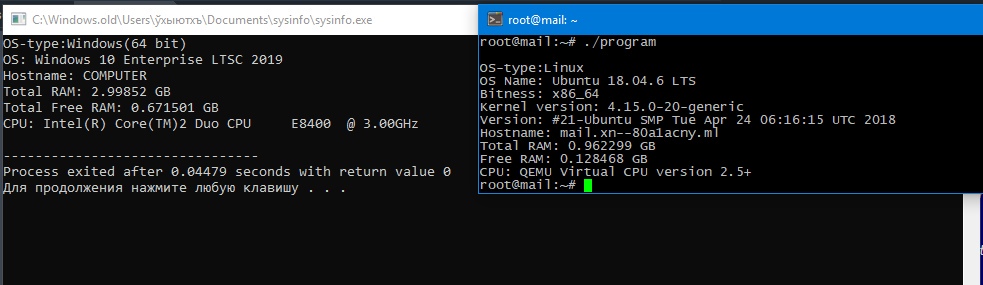 C:\Windows.old\Users\ўхыютхъ\Documents\sysinfo\sysinfo.exe
OS-type:Windows(64 bit)
OS: Windows 10 Enterprise LTSC 2019
Hostname: COMPUTER
Total RAM: 2.99852 GB
Total Free RAM: 0.671501 GB
CPU: Intel(R) Core(TM)2 Duo CPU     E8400  @ 3.00GHz
--------------------------------
Process exited after 0.04479 seconds with return value 0
Для продолжения нажмите любую клавишу . . .
root@mail: ~
root@mail:~# ./program
OS-type:Linux
OS Name: Ubuntu 18.04.6 LTS
Bitness: x86_64
Kernel version: 4.15.0-20-generic
Version: #21-Ubuntu SMP Tue Apr 24 06:16:15 UTC 2018
Hostname: mail.xn--80a1acny.ml
Total RAM: 0.962299 GB
Free RAM: 0.128468 GB
CPU: QEMU Virtual CPU version 2.5+
root@mail:~#